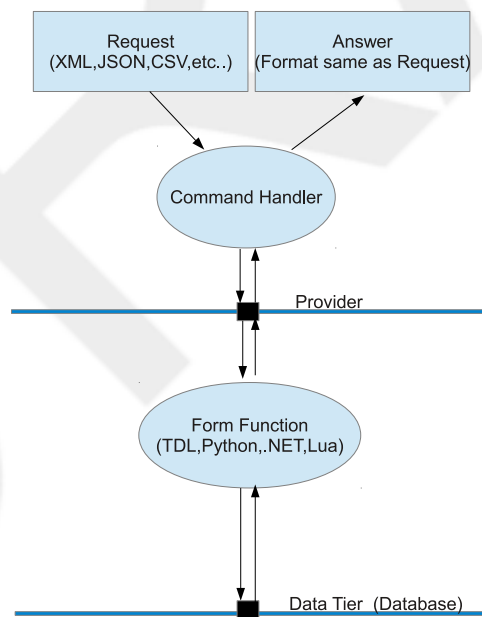 Request
(XML,JSON,CSV,etc..)
Answer
(Format same as Request)
Command Handler
Provider
Form Function
(TDL,Python,.NET,Lua)
Data Tier (Database)